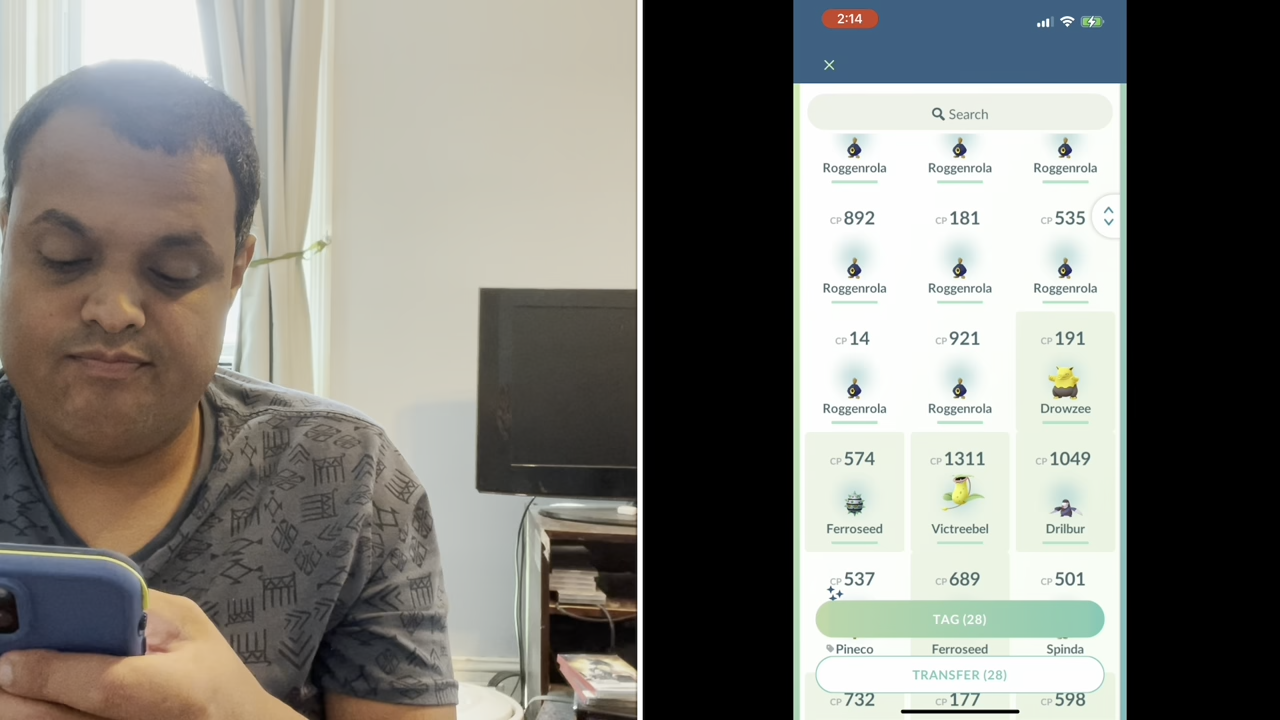 2:14
Search
Roggenrola Roggenrola Roggenrola
CP 892 CP 181 CP 535
Roggenrola Roggenrola Roggenrola
CP 14 CP 921 CP 191
Roggenrola Roggenrola Drowzee
CP 574 CP 1311 CP 1049
Ferroseed Victreebel Drilbur
CP 537 CP 689 CP 501
TAG (28)
Pineco Ferroseed Spinda
TRANSFER (28)
CP 732 CP 177 CP 598